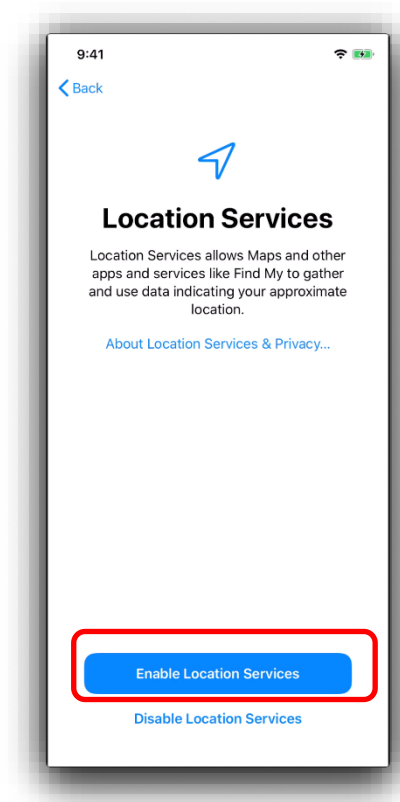 9:41
Back
Location Services
Location Services allows Maps and other
apps and services like Find My to gather
and use data indicating your approximate
location.
About Location Services & Privacy...
Enable Location Services
Disable Location Services